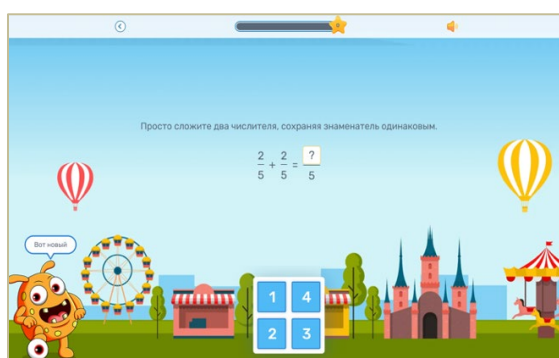 Просто сложите два числителя, сохраняя знаменатель одинаковым.
2/5 + 2/5 = ?/5
Вот новый
1 4
2 3